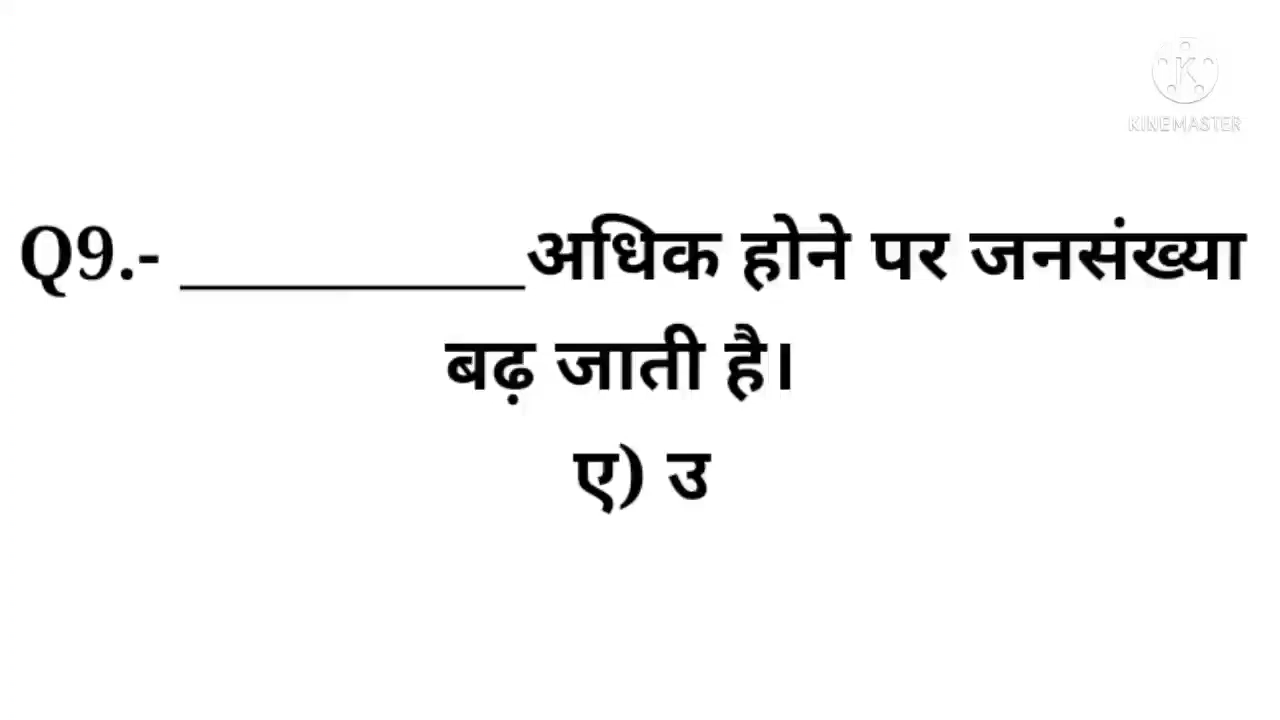 KINEMASTER
Q9.- __________अधिक होने पर जनसंख्या
बढ़ जाती है।
ए) उ